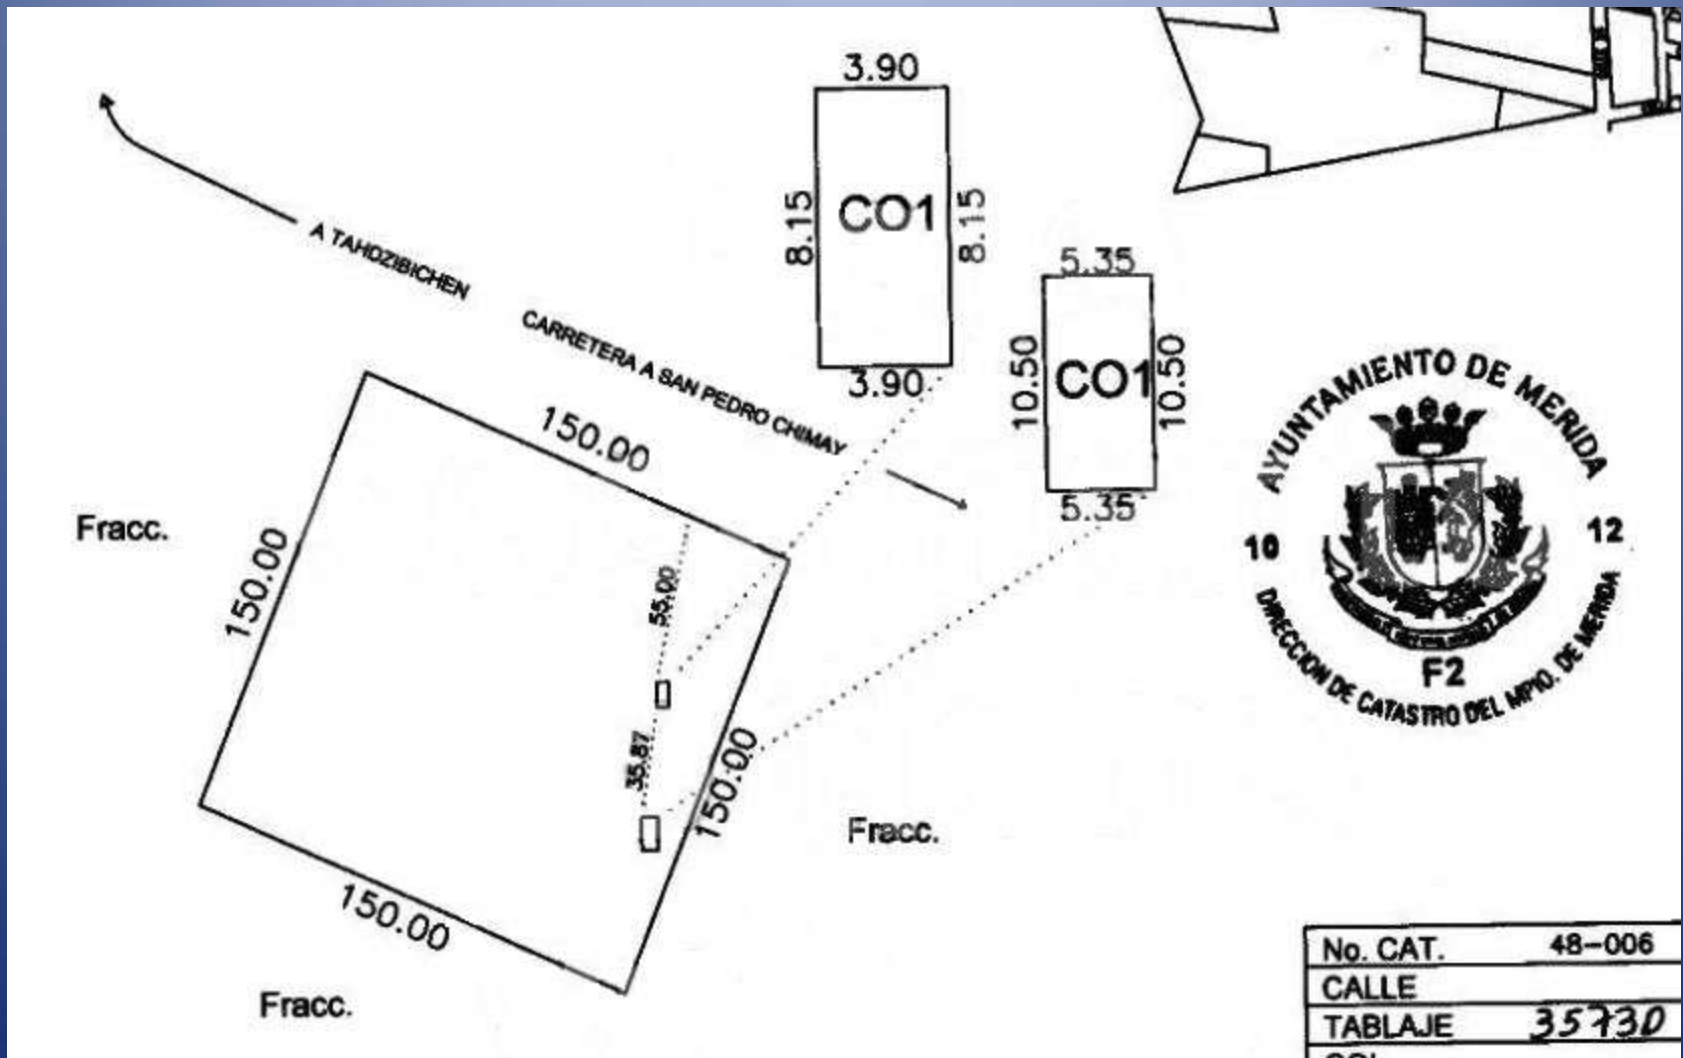 3.90
8.15
CO1
8.15
3.90
A TAHDZIBICHEN
CARRETERA A SAN PEDRO CHIMAY
5.35
10.50
CO1
10.50
5.35
150.00
150.00
150.00
150.00
55.00
35.87
Fracc.
Fracc.
Fracc.
AYUNTAMIENTO DE MERIDA
10
12
F2
DIRECCION DE CATASTRO DEL MPIO. DE MERIDA
No. CAT. 48-006
CALLE
TABLAJE 35730